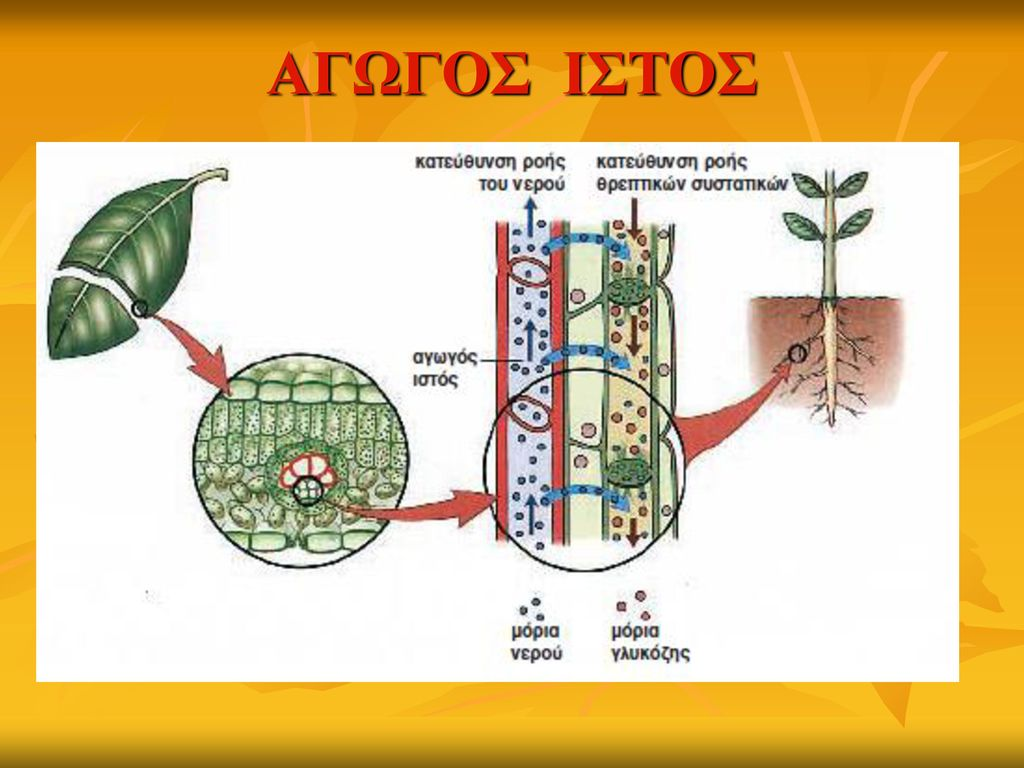 ΑΓΩΓΟΣ ΙΣΤΟΣ
κατεύθυνση ροής
του νερού
κατεύθυνση ροής
θρεπτικών συστατικών
αγωγός
ιστός
μόρια
νερού
μόρια
γλυκόζης